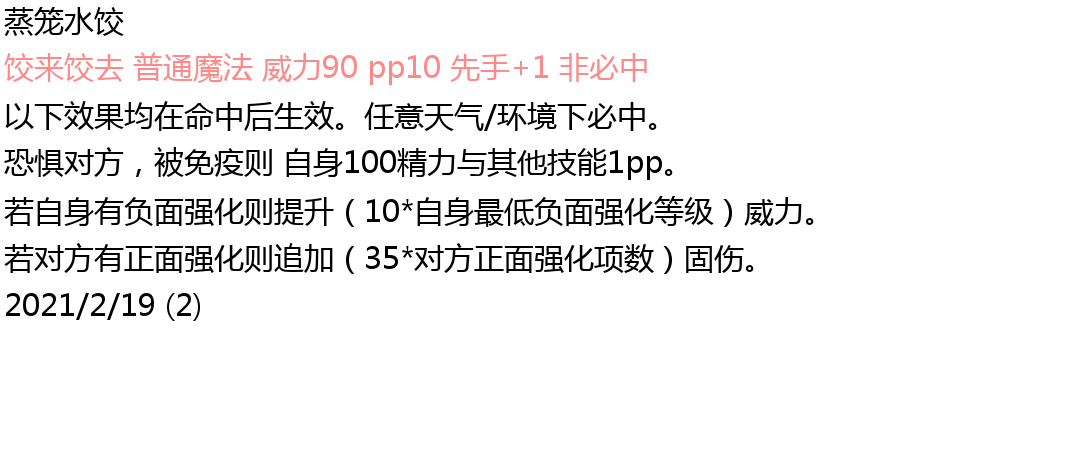 蒸笼水饺
饺来饺去 普通魔法 威力90 pp10 先手+1 非必中
以下效果均在命中后生效。任意天气/环境下必中。
恐惧对方，被免疫则 自身100精力与其他技能1pp。
若自身有负面强化则提升（10*自身最低负面强化等级）威力。
若对方有正面强化则追加（35*对方正面强化项数）固伤。
2021/2/19 (2)